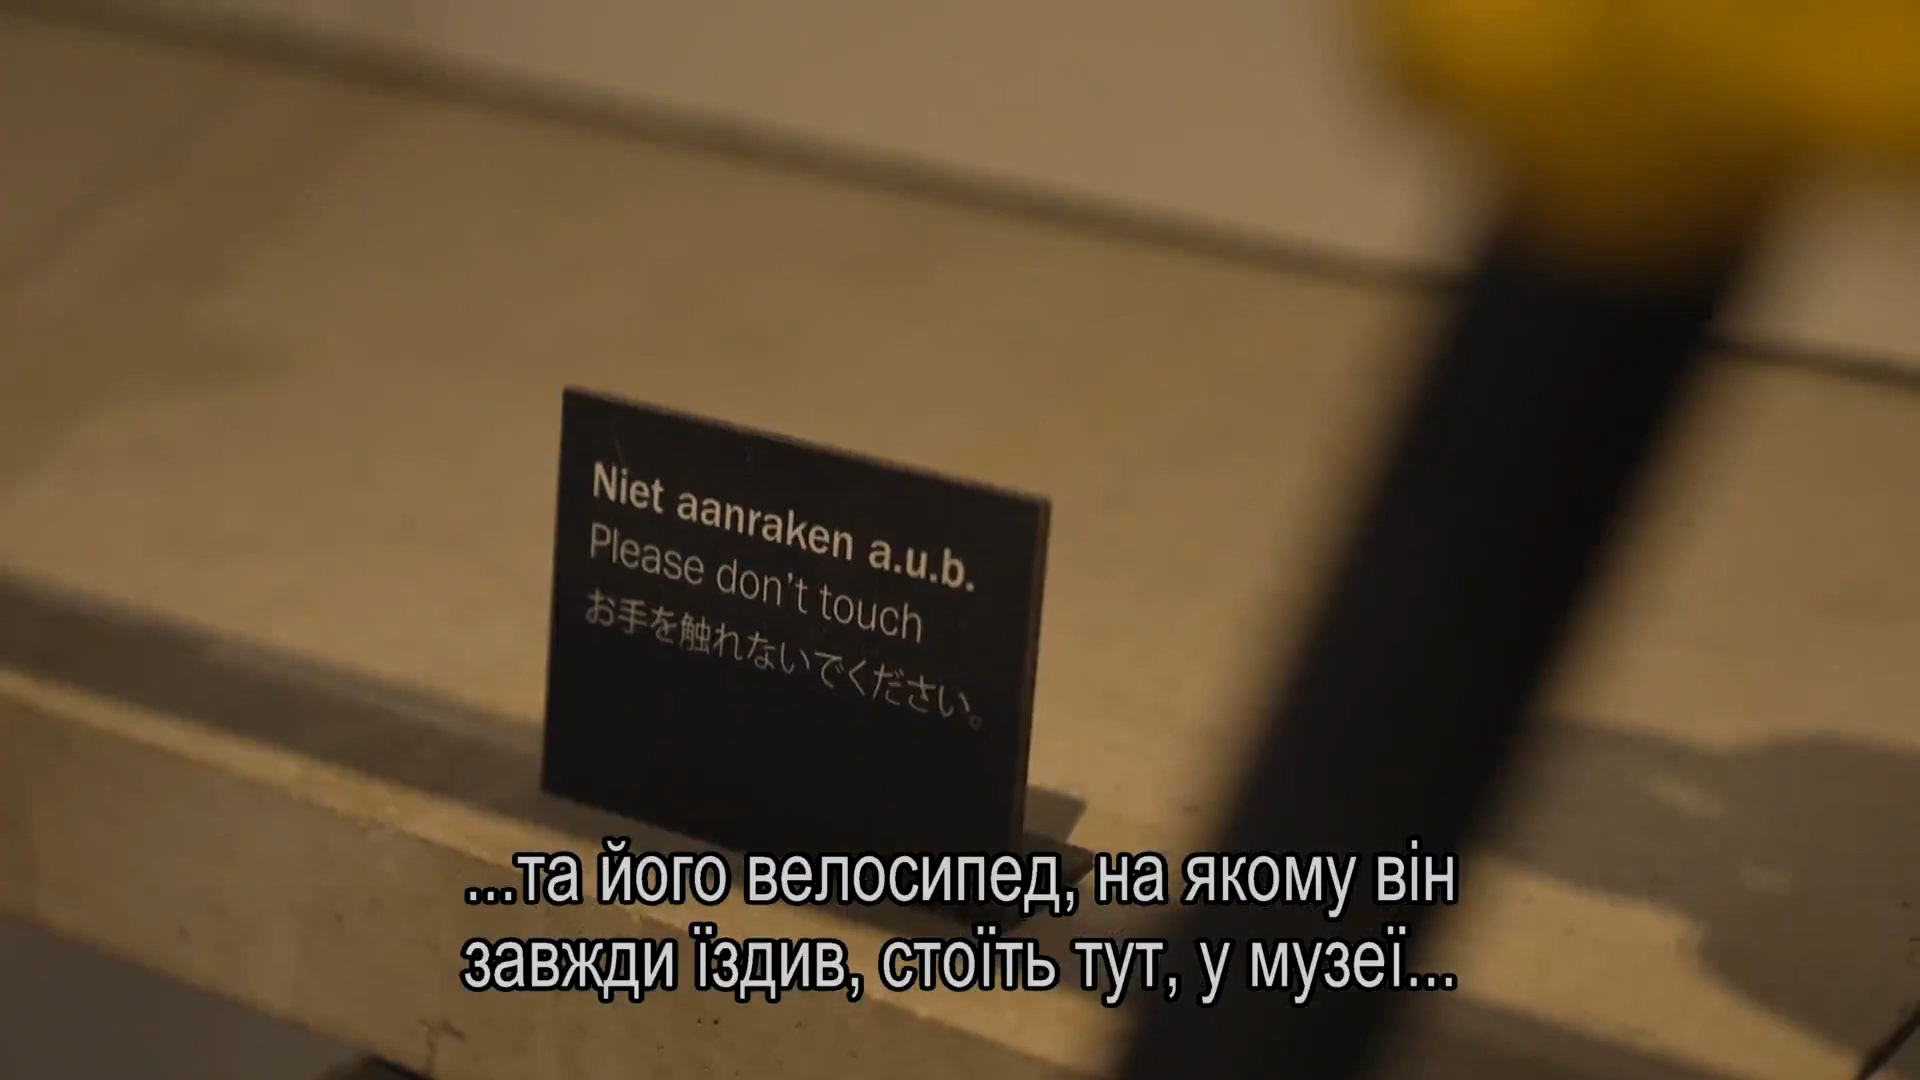 Niet aanraken a.u.b.
Please don't touch
お手を触れないでください。
...та його велосипед, на якому він
завжди їздив, стоїть тут, у музеї...